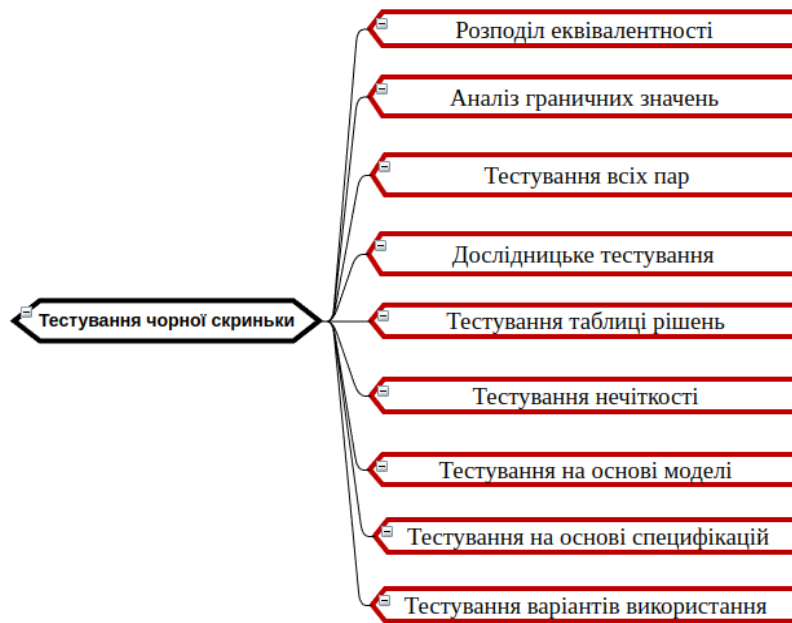 Розподіл еквівалентності
Аналіз граничних значень
Тестування всіх пар
Дослідницьке тестування
Тестування чорної скриньки
Тестування таблиці рішень
Тестування нечіткості
Тестування на основі моделі
Тестування на основі специфікацій
Тестування варіантів використання